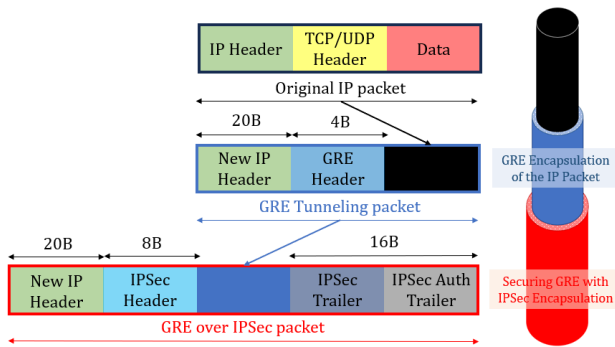 IP Header
TCP/UDP
Header
Data
Original IP packet
20B
4B
New IP
Header
GRE
Header
GRE Encapsulation
of the IP Packet
GRE Tunneling packet
20B
8B
16B
New IP
Header
IPSec
Header
IPSec
Trailer
IPSec Auth
Trailer
Securing GRE with
IPSec Encapsulation
GRE over IPSec packet